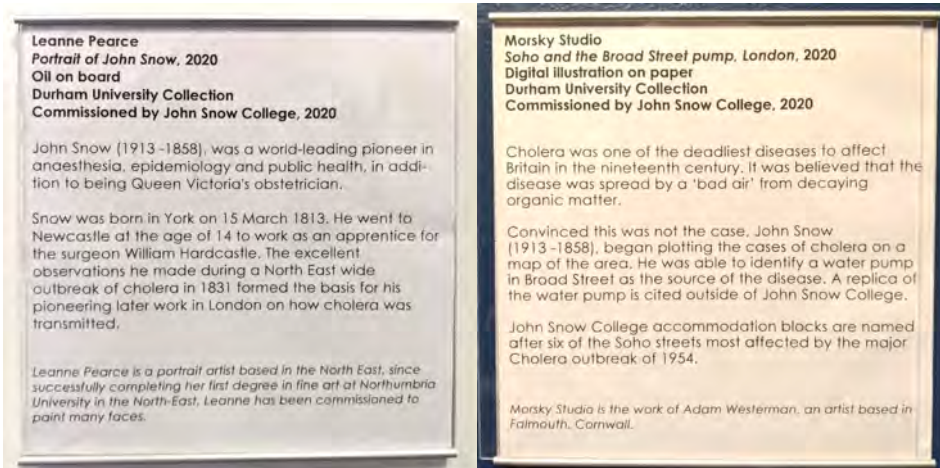 Leanne Pearce
Portrait of John Snow, 2020
Oil on board
Durham University Collection
Commissioned by John Snow College, 2020
John Snow (1913 -1858), was a world-leading pioneer in
anaesthesia, epidemiology and public health, in addi-
tion to being Queen Victoria's obstetrician.
Snow was born in York on 15 March 1813. He went to
Newcastle at the age of 14 to work as an apprentice for
the surgeon William Hardcastle. The excellent
observations he made during a North East wide
outbreak of cholera in 1831 formed the basis for his
pioneering later work in London on how cholera was
transmitted.
Leanne Pearce is a portrait artist based in the North East, since
successfully completing her first degree in fine art at Northumbria
University in the North-East, Leanne has been commissioned to
paint many faces.
Morsky Studio
Soho and the Broad Street pump, London, 2020
Digital illustration on paper
Durham University Collection
Commissioned by John Snow College, 2020
Cholera was one of the deadliest diseases to affect
Britain in the nineteenth century. It was believed that the
disease was spread by a 'bad air' from decaying
organic matter.
Convinced this was not the case, John Snow
(1913 -1858), began plotting the cases of cholera on a
map of the area. He was able to identify a water pump
in Broad Street as the source of the disease. A replica of
the water pump is cited outside of John Snow College.
John Snow College accommodation blocks are named
after six of the Soho streets most affected by the major
Cholera outbreak of 1954.
Morsky Studio is the work of Adam Westerman, an artist based in
Falmouth, Cornwall.